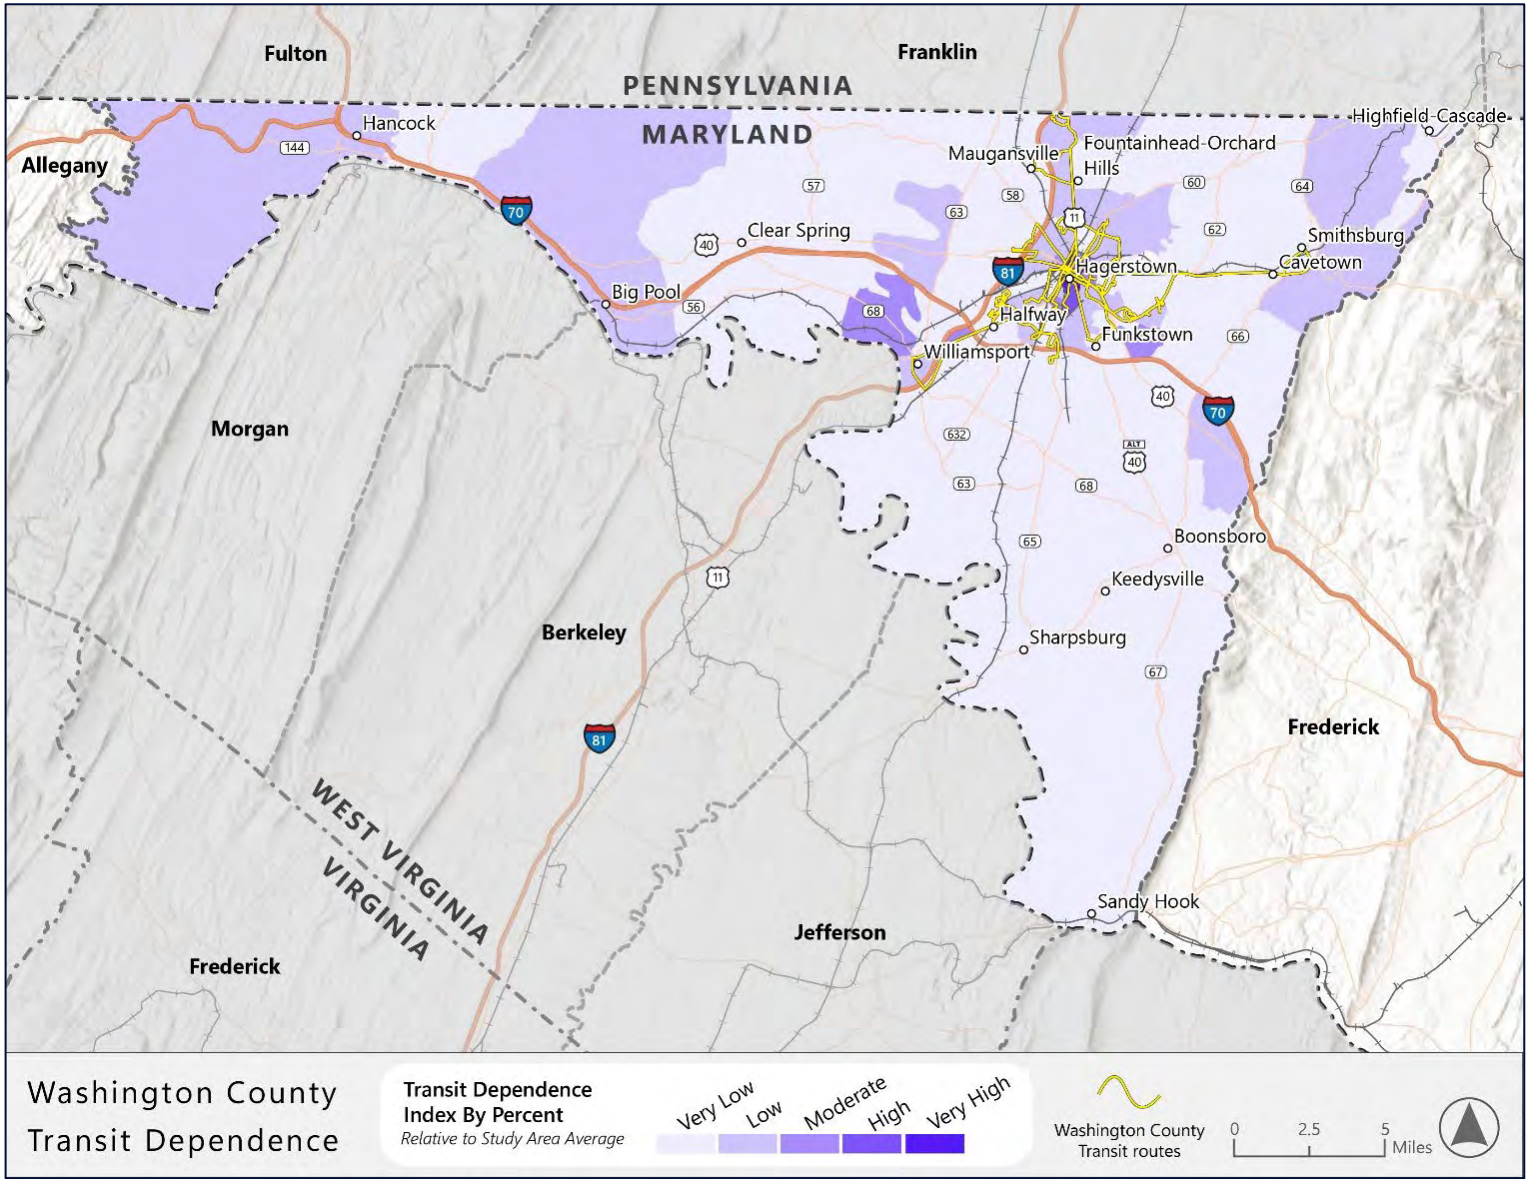 Fulton
Franklin
PENNSYLVANIA
MARYLAND
Hancock
144
Allegany
Highfield-Cascade
Fountainhead-Orchard
Hills
Maugansville
57
58
60
64
63
11
62
70
40
Clear Spring
Smithsburg
Cavetown
81
Hagerstown
Big Pool
56
68
Halfway
Funkstown
66
Williamsport
40
70
Morgan
632
ALT
40
63
68
65
Boonsboro
11
Keedysville
Berkeley
Sharpsburg
67
81
Frederick
WEST VIRGINIA
VIRGINIA
Sandy Hook
Jefferson
Frederick
Washington County
Transit Dependence
Transit Dependence
Index By Percent
Relative to Study Area Average
Very Low
Low
Moderate
High
Very High
Washington County
Transit routes
0 2.5 5
Miles